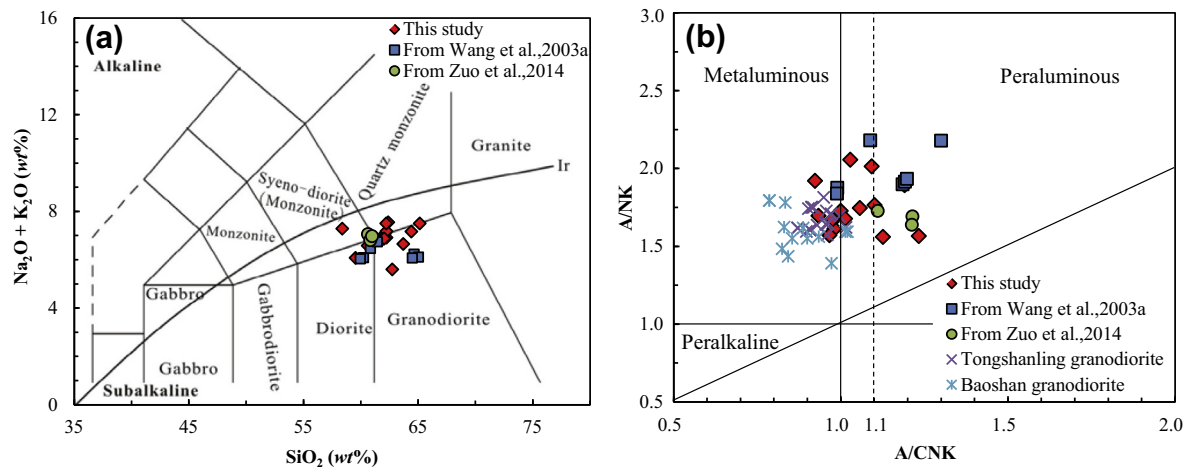 (a)
16
12
8
4
0
35
45
55
65
75
Na₂O + K₂O (wt%)
SiO₂ (wt%)
This study
From Wang et al.,2003a
From Zuo et al.,2014
Alkaline
Subalkaline
Quartz monzonite
Granite
Ir
Syeno-diorite
(Monzonite)
Monzonite
Gabbro
Gabbro
Gabbrodiorite
Diorite
Granodiorite
(b)
3.0
2.5
2.0
1.5
1.0
0.5
0.5
1.0
1.1
1.5
2.0
A/NK
A/CNK
Metaluminous
Peraluminous
Peralkaline
This study
From Wang et al.,2003a
From Zuo et al.,2014
Tongshanling granodiorite
Baoshan granodiorite